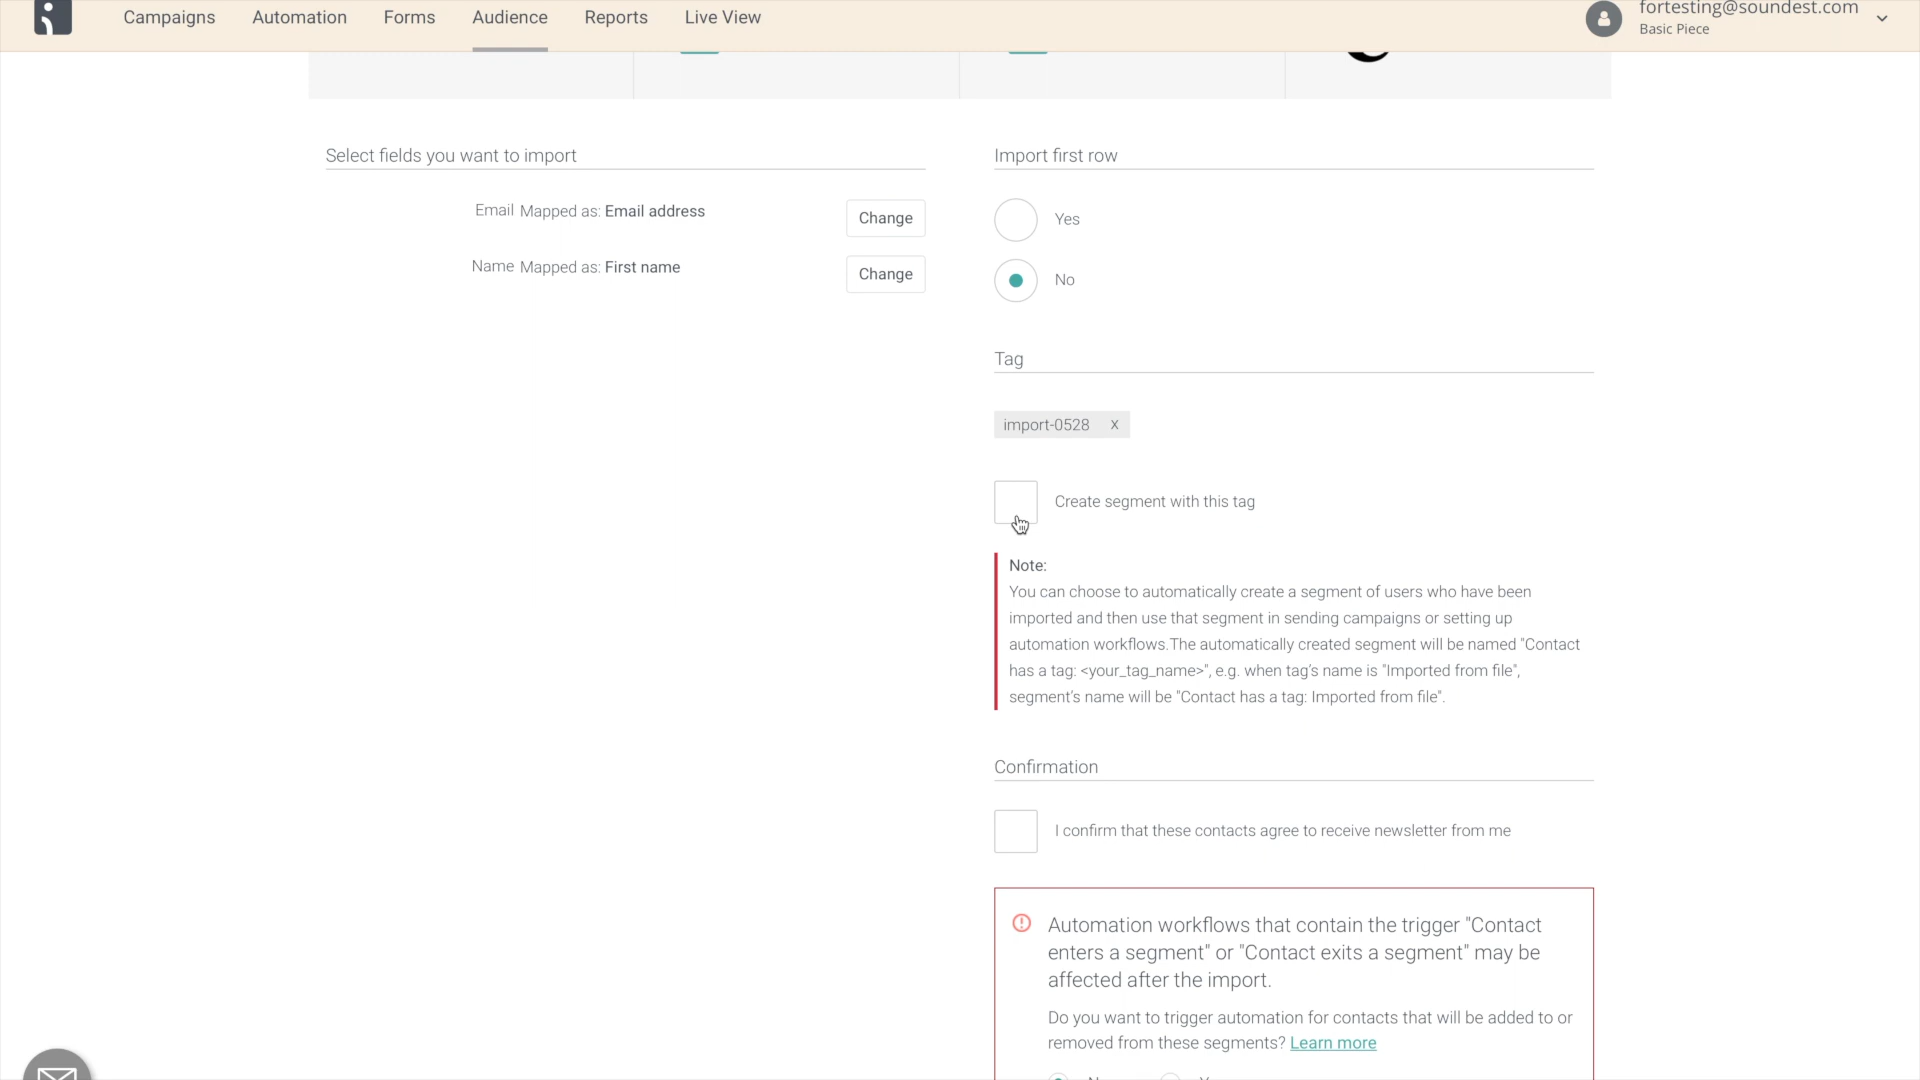 Campaigns Automation Forms Audience Reports Live View
fortesting@soundest.com
Basic Piece
Select fields you want to import
Email Mapped as: Email address Change
Name Mapped as: First name Change
Import first row
Yes
No
Tag
import-0528 X
Create segment with this tag
Note:
You can choose to automatically create a segment of users who have been
imported and then use that segment in sending campaigns or setting up
automation workflows.The automatically created segment will be named "Contact
has a tag: <your_tag_name>", e.g. when tag's name is "Imported from file",
segment's name will be "Contact has a tag: Imported from file".
Confirmation
I confirm that these contacts agree to receive newsletter from me
Automation workflows that contain the trigger "Contact
enters a segment" or "Contact exits a segment" may be
affected after the import.
Do you want to trigger automation for contacts that will be added to or
removed from these segments? Learn more